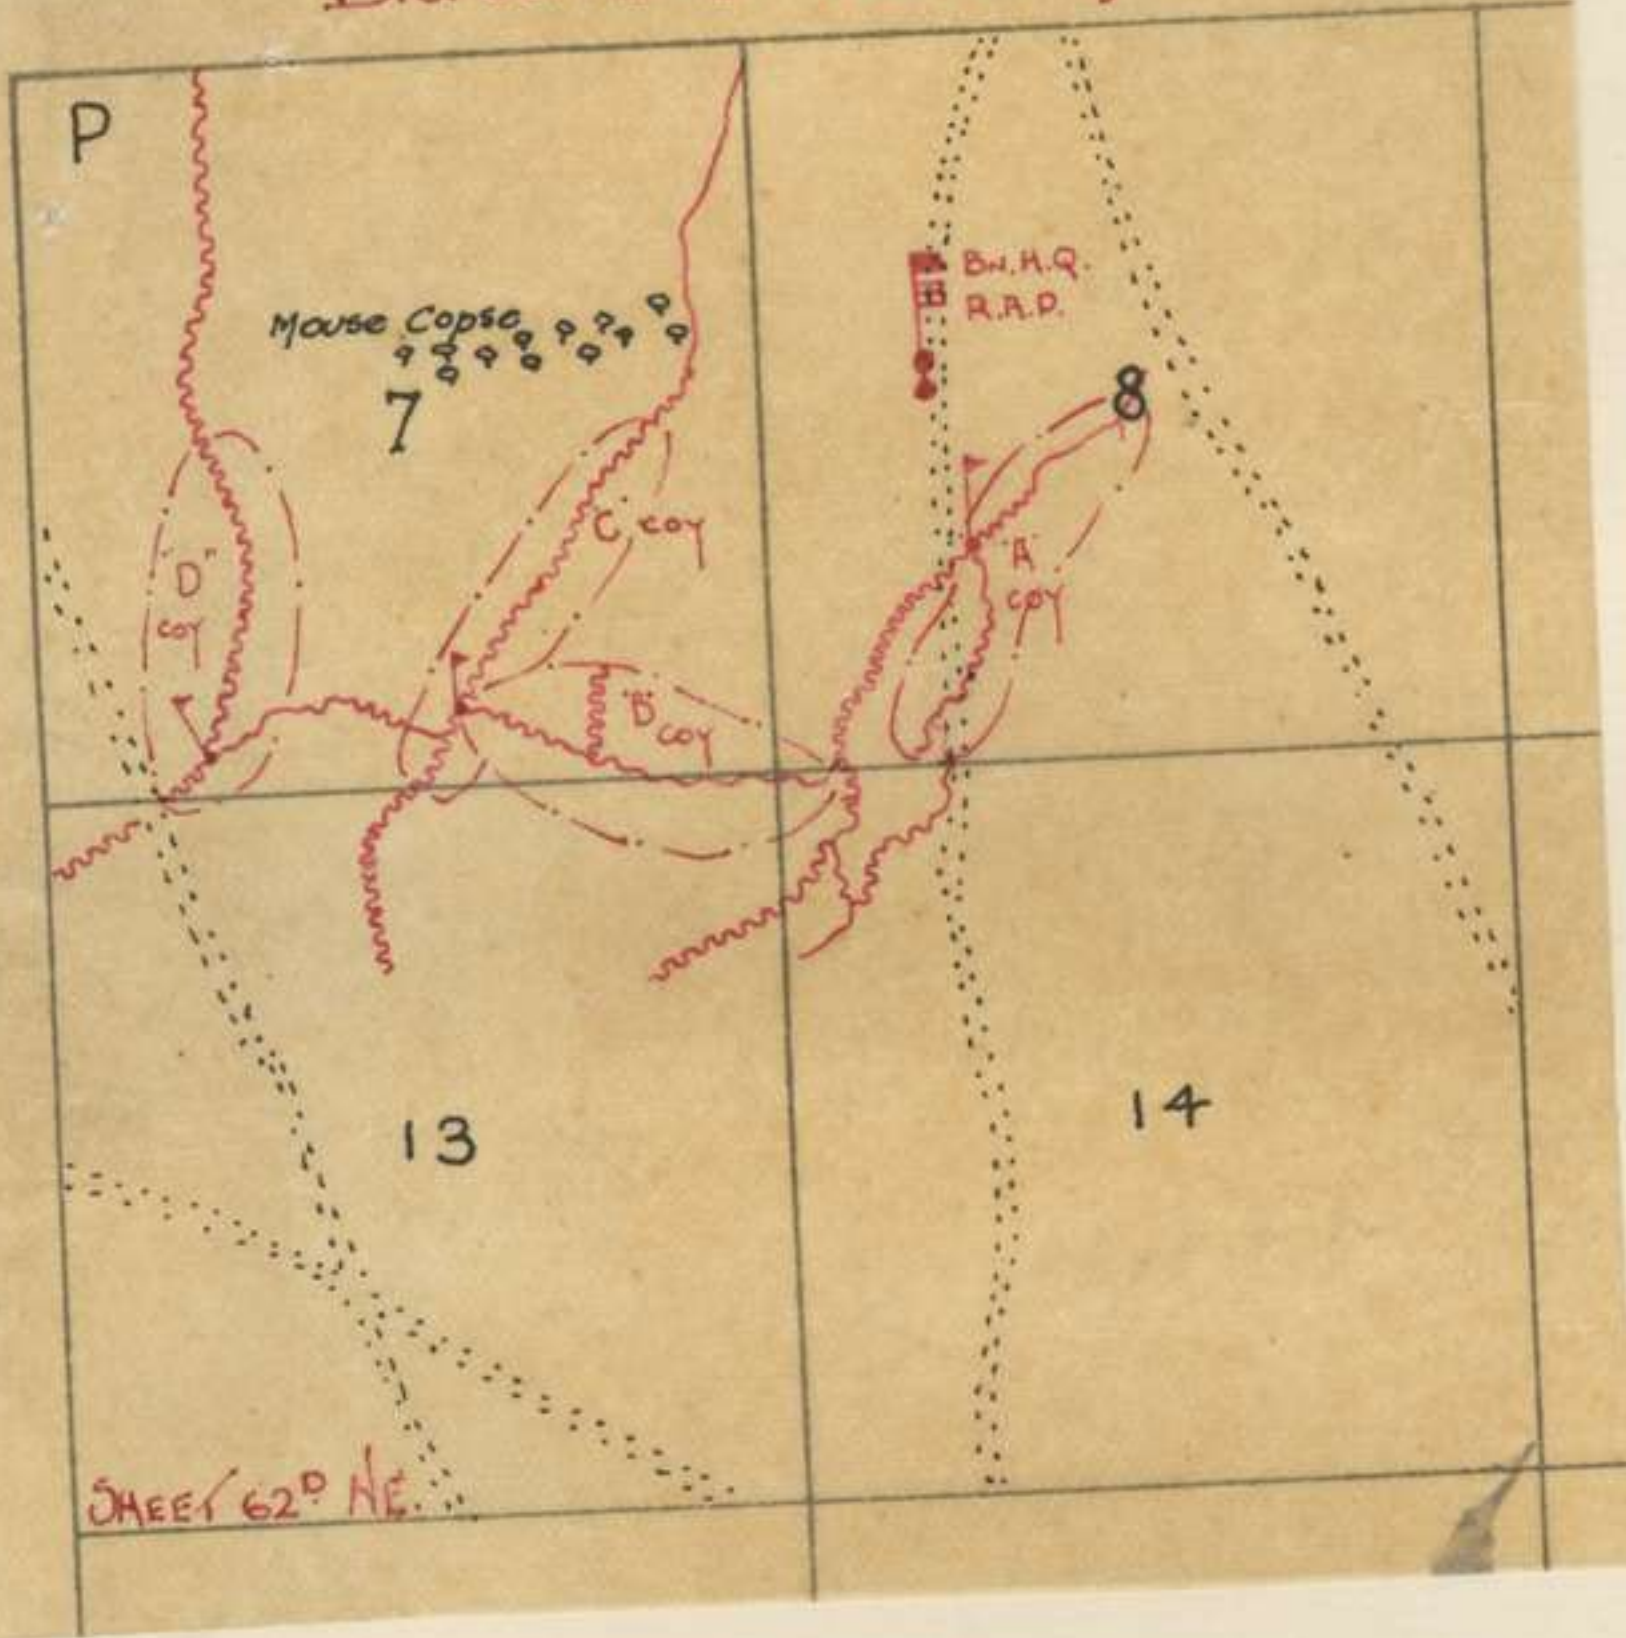 P
Mouse Copse
7
Bn. H.Q.
R.A.P.
8
"C" coy
"D"
coy
"A"
coy
"B"
coy
13
14
SHEET 62D NE.